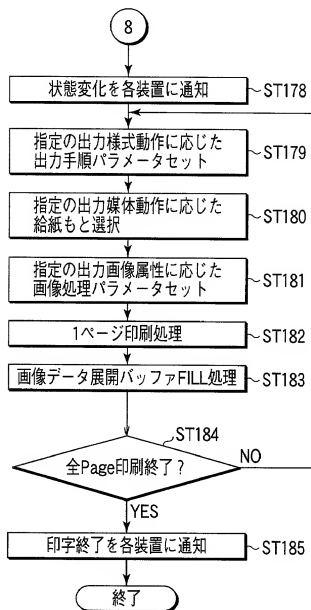 8
状態変化を各装置に通知 ST178
指定の出力様式動作に応じた
出力手順パラメータセット ST179
指定の出力媒体動作に応じた
給紙もと選択 ST180
指定の出力画像属性に応じた
画像処理パラメータセット ST181
1ページ印刷処理 ST182
画像データ展開バッファFILL処理 ST183
ST184
全Page印刷終了? NO
YES
印字終了を各装置に通知 ST185
終了